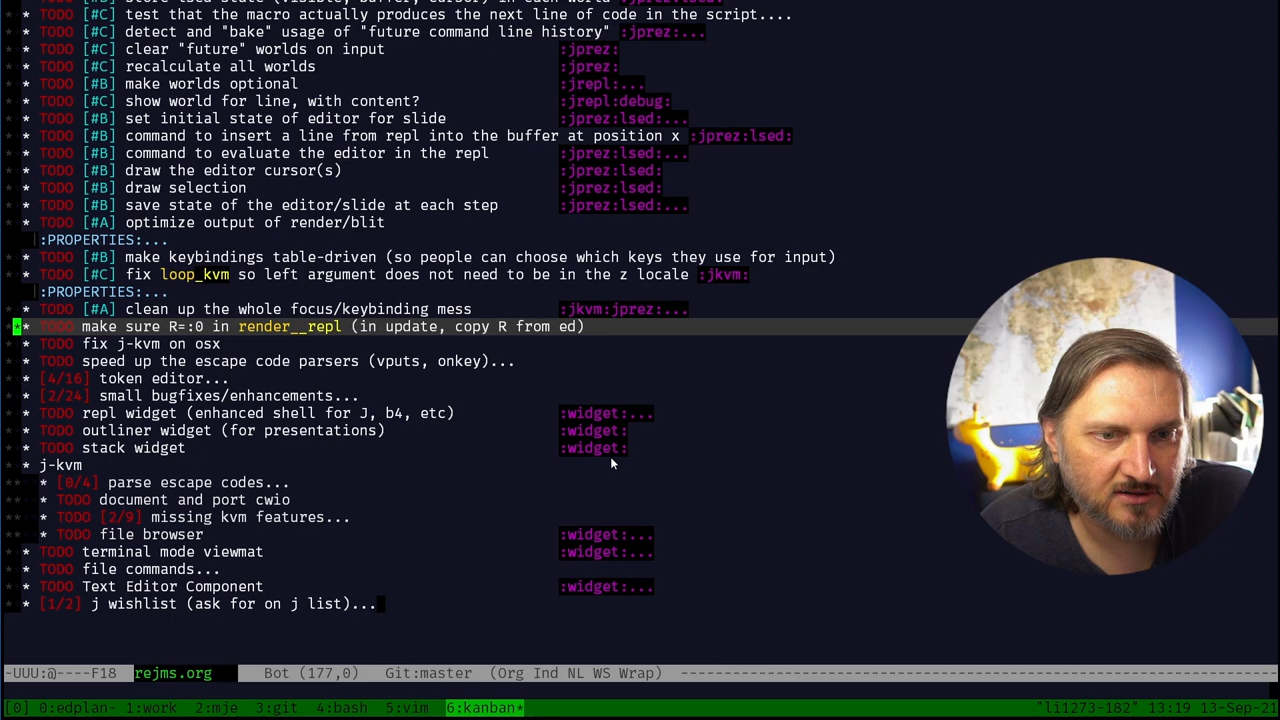 * TODO [#B] store lsed state (visible, buffer, cursor) in each world :jprez:lsed:
* TODO [#C] test that the macro actually produces the next line of code in the script....
* TODO [#C] detect and "bake" usage of "future command line history" :jprez:...
* TODO [#C] clear "future" worlds on input :jprez:
* TODO [#C] recalculate all worlds :jprez:
* TODO [#B] make worlds optional :jrepl:...
* TODO [#C] show world for line, with content? :jrepl:debug:
* TODO [#B] set initial state of editor for slide :jprez:lsed:...
* TODO [#B] command to insert a line from repl into the buffer at position x :jprez:lsed:
* TODO [#B] command to evaluate the editor in the repl :jprez:lsed:...
* TODO [#B] draw the editor cursor(s) :jprez:lsed:
* TODO [#B] draw selection :jprez:lsed:
* TODO [#B] save state of the editor/slide at each step :jprez:lsed:...
* TODO [#A] optimize output of render/blit
:PROPERTIES:...
* TODO [#B] make keybindings table-driven (so people can choose which keys they use for input)
* TODO [#C] fix loop_kvm so left argument does not need to be in the z locale :jkvm:
:PROPERTIES:...
* TODO [#A] clean up the whole focus/keybinding mess :jkvm:jprez:...
* TODO make sure R=:0 in render__repl (in update, copy R from ed)
* TODO fix j-kvm on osx
* TODO speed up the escape code parsers (vputs, onkey)...
* [4/16] token editor...
* [2/24] small bugfixes/enhancements...
* TODO repl widget (enhanced shell for J, b4, etc) :widget:...
* TODO outliner widget (for presentations) :widget:
* TODO stack widget :widget:
* j-kvm
* [0/4] parse escape codes...
* TODO document and port cwio
* TODO [2/9] missing kvm features...
* TODO file browser :widget:...
* TODO terminal mode viewmat :widget:...
* TODO file commands...
* TODO Text Editor Component :widget:...
* [1/2] j wishlist (ask for on j list)...
-UUU:@----F18 rejms.org Bot (177,0) Git:master (Org Ind NL WS Wrap) --------------------
[0] 0:edplan- 1:work 2:mje 3:git 4:bash 5:vim 6:kanban* "li1273-182" 13:19 13-Sep-21